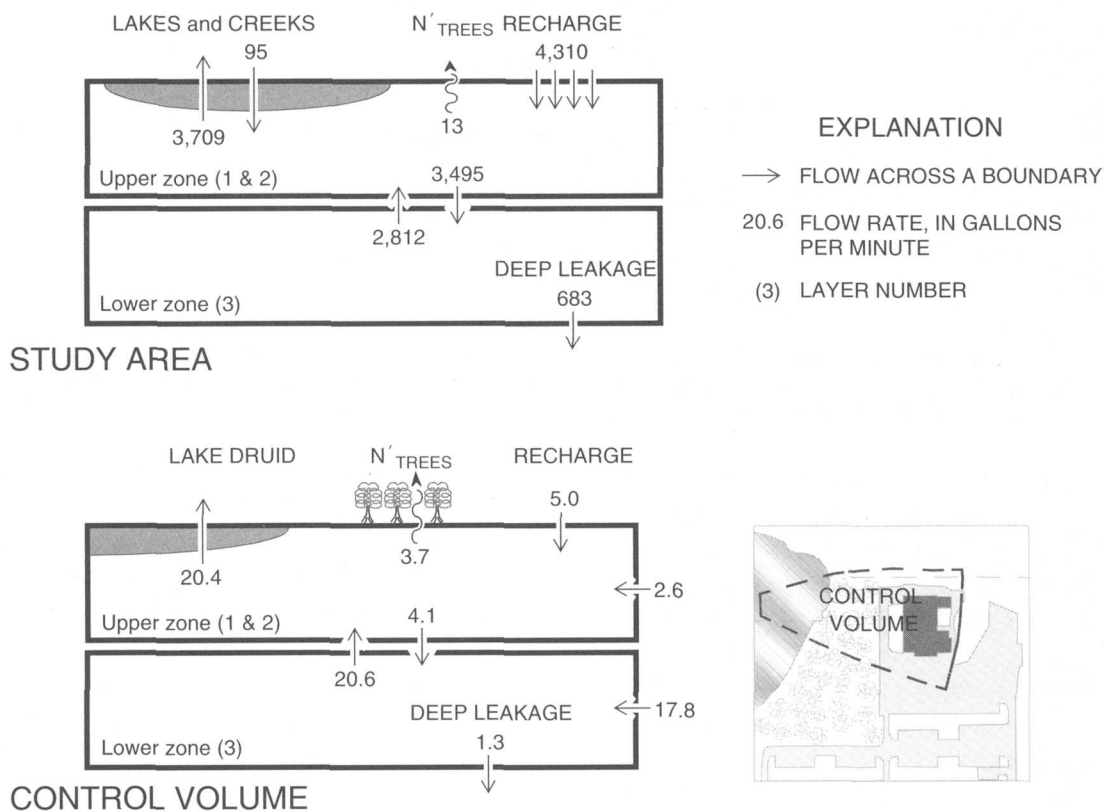 LAKES and CREEKS
N′ TREES
RECHARGE
95
4,310
3,709
13
Upper zone (1 & 2)
3,495
2,812
DEEP LEAKAGE
Lower zone (3)
683
STUDY AREA
EXPLANATION
FLOW ACROSS A BOUNDARY
20.6 FLOW RATE, IN GALLONS
PER MINUTE
(3) LAYER NUMBER
LAKE DRUID
N′ TREES
RECHARGE
5.0
20.4
3.7
2.6
Upper zone (1 & 2)
4.1
20.6
17.8
DEEP LEAKAGE
Lower zone (3)
1.3
CONTROL VOLUME
CONTROL
VOLUME